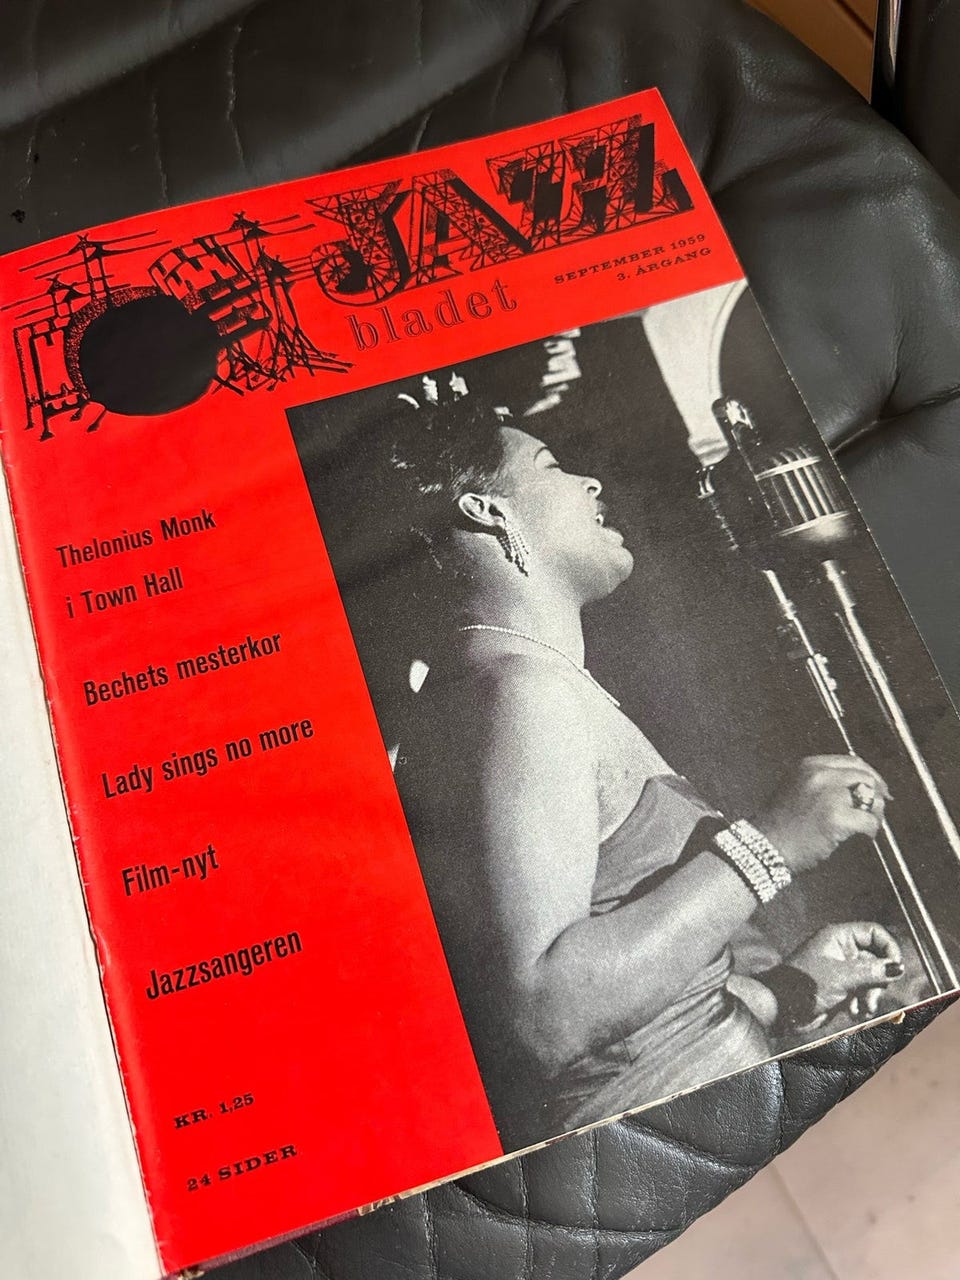 JAZZ
bladet
SEPTEMBER 1959
3. ÅRGANG
Thelonius Monk
i Town Hall
Bechets mesterkor
Lady sings no more
Film-nyt
Jazzsangeren
KR. 1,25
24 SIDER